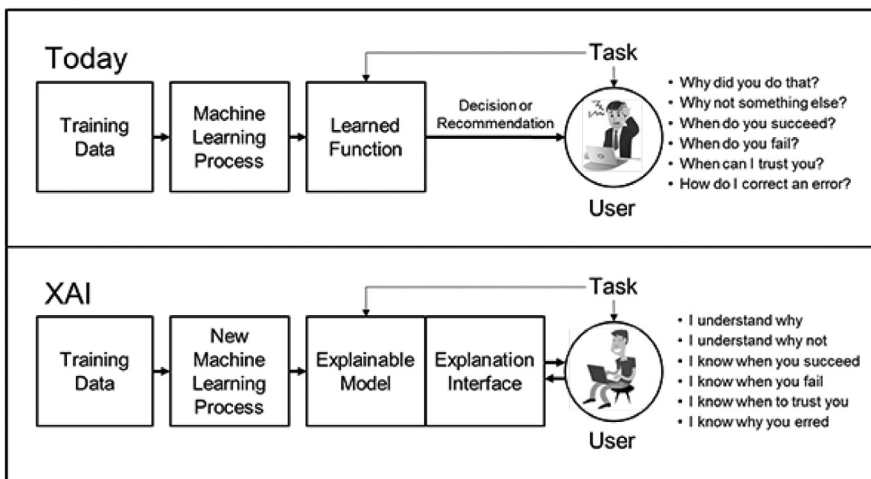 Today
Task
Training
Data
Machine
Learning
Process
Learned
Function
Decision or
Recommendation
User
• Why did you do that?
• Why not something else?
• When do you succeed?
• When do you fail?
• When can I trust you?
• How do I correct an error?
XAI
Task
Training
Data
New
Machine
Learning
Process
Explainable
Model
Explanation
Interface
User
• I understand why
• I understand why not
• I know when you succeed
• I know when you fail
• I know when to trust you
• I know why you erred